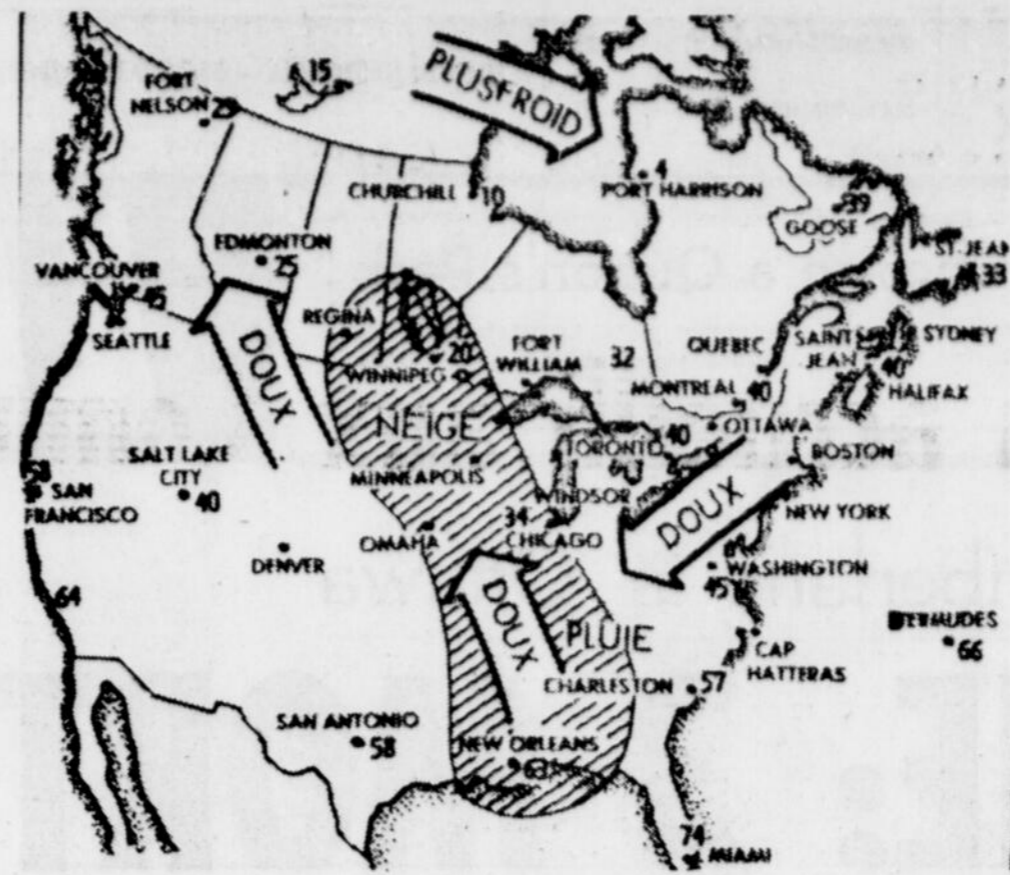 PLUS FROID
FORT
NELSON
15
CHURCHILL
10
4
PORT HARRISON
39
GOOSE
EDMONTON
25
ST. JEAN
33
VANCOUVER
45
SEATTLE
REGINA
DOUX
20
WINNIPEG
FORT
WILLIAM
32
QUEBEC
MONTREAL
40
SAINT
JEAN
SYDNEY
40
HALIFAX
NEIGE
MINNEAPOLIS
TORONTO
40
OTTAWA
BOSTON
SALT LAKE
CITY
40
SAN
FRANCISCO
WINDSOR
34
CHICAGO
DOUX
NEW YORK
OMAHA
DENVER
WASHINGTON
45
64
DOUX
PLUIE
BERMUDES
66
CAP
HATTERAS
CHARLESTON
57
SAN ANTONIO
58
NEW ORLEANS
63
74
MIAMI